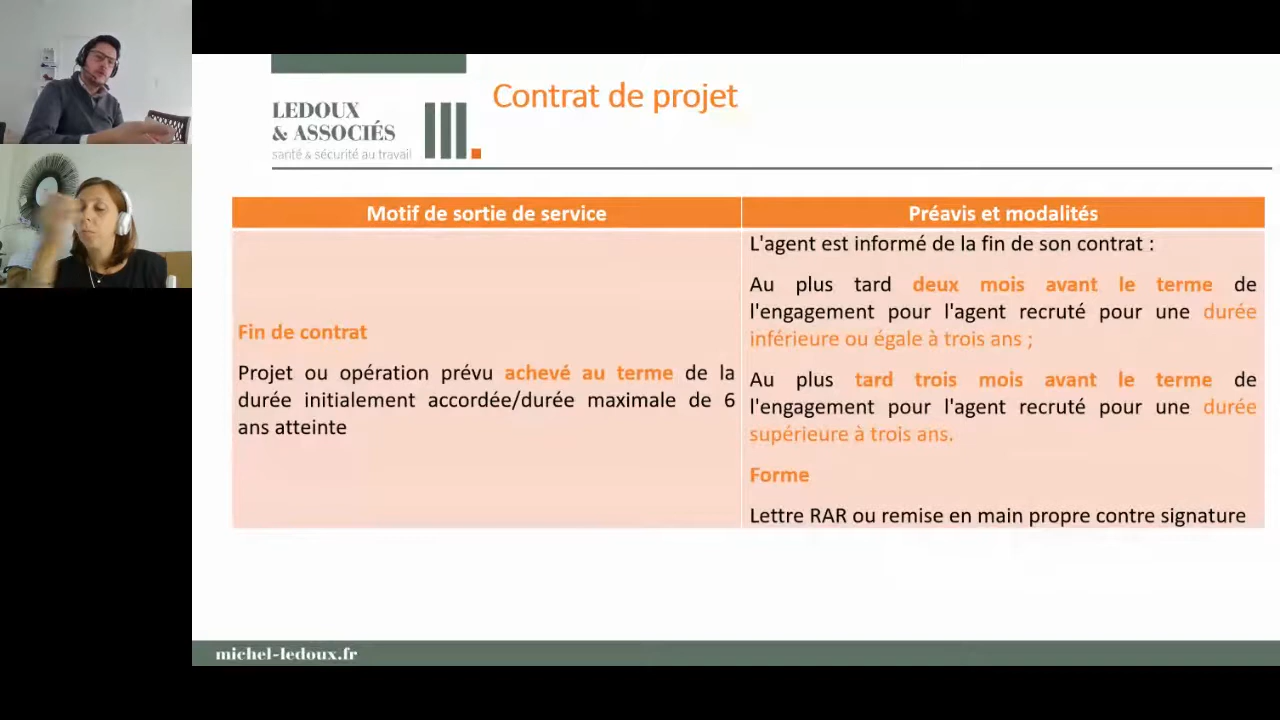 LEDOUX
& ASSOCIÉS
santé & sécurité au travail
Contrat de projet
Motif de sortie de service
Préavis et modalités
Fin de contrat
Projet ou opération prévu achevé au terme de la
durée initialement accordée/durée maximale de 6
ans atteinte
L'agent est informé de la fin de son contrat :
Au plus tard deux mois avant le terme de
l'engagement pour l'agent recruté pour une durée
inférieure ou égale à trois ans ;
Au plus tard trois mois avant le terme de
l'engagement pour l'agent recruté pour une durée
supérieure à trois ans.
Forme
Lettre RAR ou remise en main propre contre signature
michel-ledoux.fr